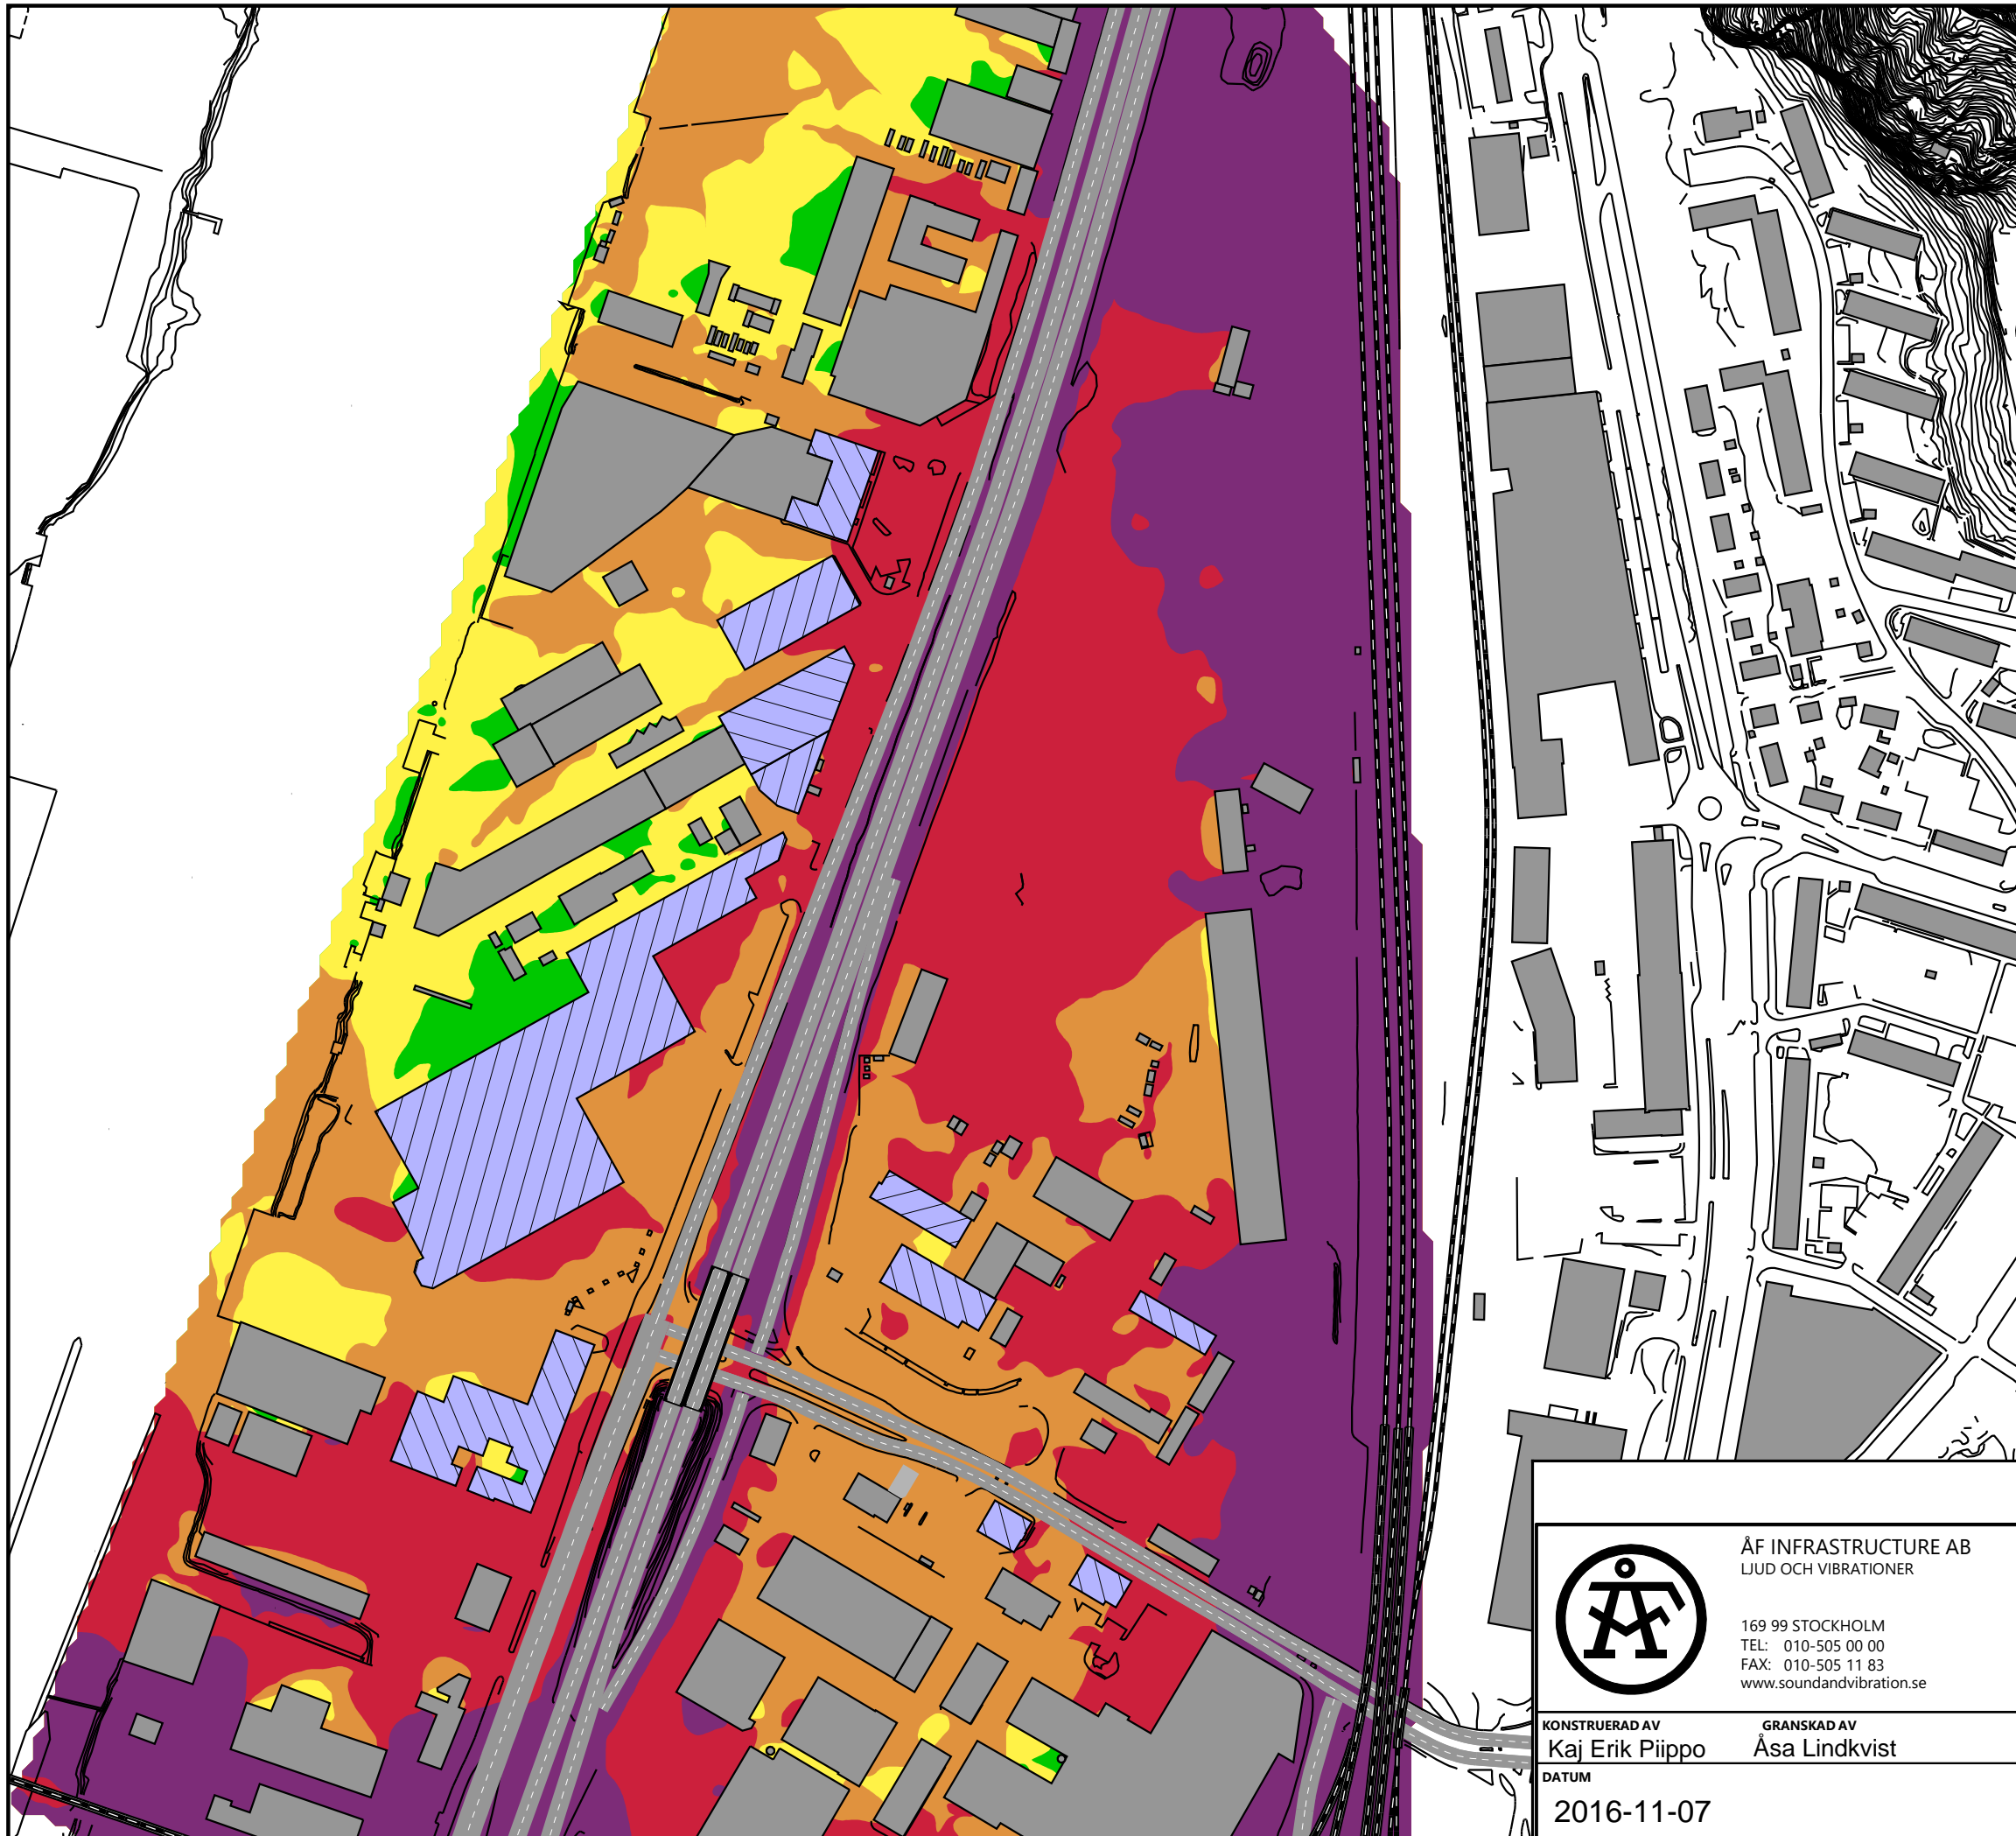 ÅF INFRASTRUCTURE AB
LJUD OCH VIBRATIONER
169 99 STOCKHOLM
TEL: 010-505 00 00
FAX: 010-505 11 83
www.soundandvibration.se
KONSTRUERAD AV GRANSKAD AV
Kaj Erik Piippo Åsa Lindkvist
DATUM
2016-11-07